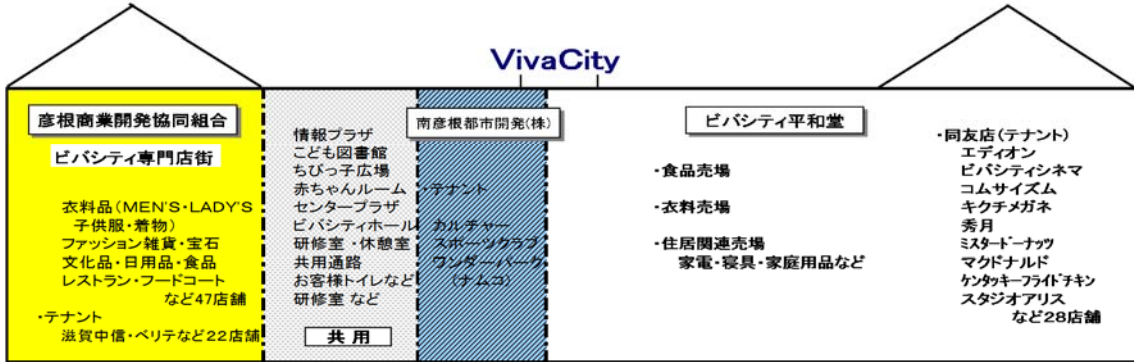 VivaCity
彦根商業開発協同組合
ビバシティ専門店街
衣料品(MEN'S・LADY'S
子供服・着物)
ファッション雑貨・宝石
文化品・日用品・食品
レストラン・フードコート
など47店舗
・テナント
滋賀中信・ベリテなど22店舗
情報プラザ
こども図書館
ちびっ子広場
赤ちゃんルーム
センタープラザ
ビバシティホール
研修室・休憩室
共用通路
お客様トイレなど
研修室 など
共 用
南彦根都市開発(株)
・テナント
カルチャー
スポーツクラブ
ワンダーパーク
(ナムコ)
ビバシティ平和堂
・食品売場
・衣料売場
・住居関連売場
家電・寝具・家庭用品など
・同友店(テナント)
エディオン
ビバシティシネマ
コムサイズム
キクチメガネ
秀月
ミスタードーナッツ
マクドナルド
ケンタッキーフライドチキン
スタジオアリス
など28店舗